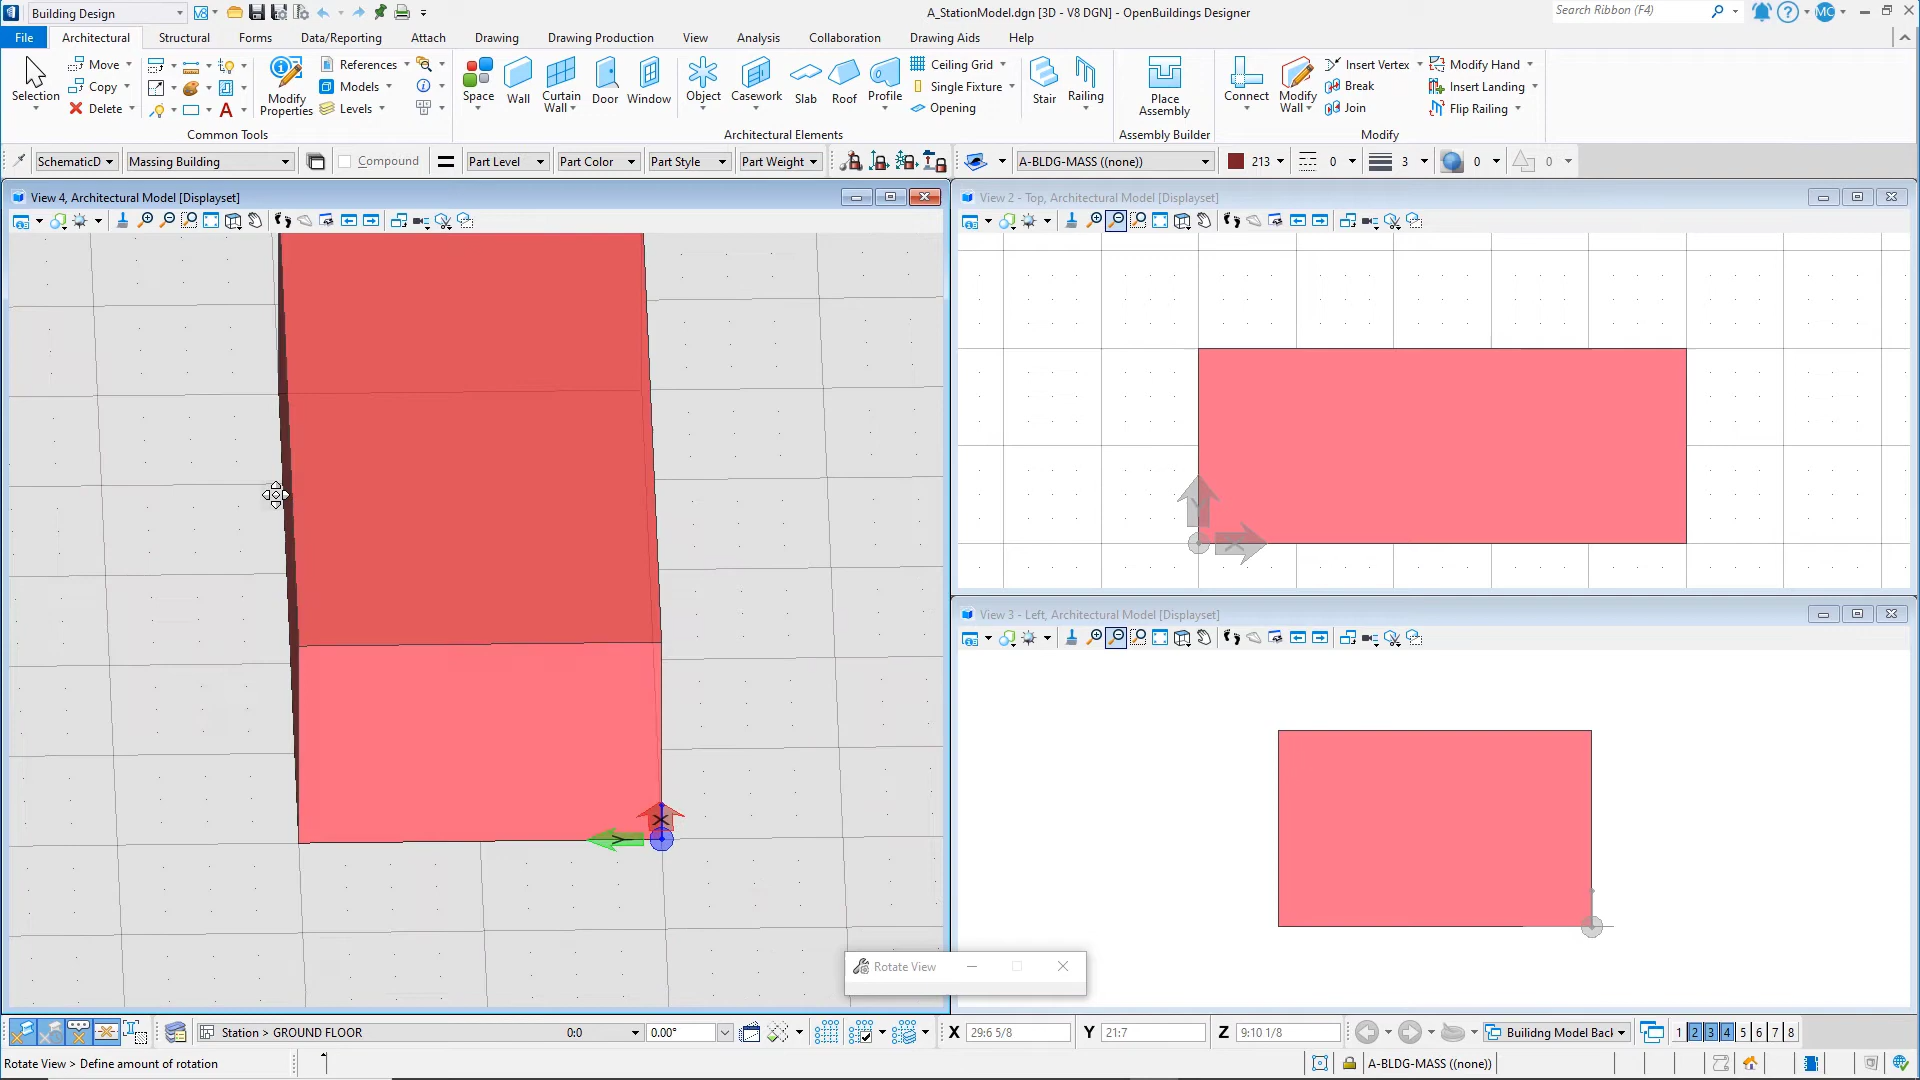 Building Design
V8
A_StationModel.dgn [3D - V8 DGN] - OpenBuildings Designer
Search Ribbon (F4)
MC
File
Architectural
Structural
Forms
Data/Reporting
Attach
Drawing
Drawing Production
View
Analysis
Collaboration
Drawing Aids
Help
Selection
Move
Copy
Delete
Modify
Properties
References
Models
Levels
Common Tools
Space
Wall
Curtain
Wall
Door
Window
Object
Casework
Slab
Roof
Profile
Ceiling Grid
Single Fixture
Opening
Architectural Elements
Stair
Railing
Place
Assembly
Assembly Builder
Connect
Modify
Wall
Insert Vertex
Break
Join
Modify Hand
Insert Landing
Flip Railing
Modify
SchematicD
Massing Building
Compound
Part Level
Part Color
Part Style
Part Weight
A-BLDG-MASS ((none))
213
0
3
0
0
View 4, Architectural Model [Displayset]
View 2 - Top, Architectural Model [Displayset]
View 3 - Left, Architectural Model [Displayset]
X
Y
Rotate View
Station > GROUND FLOOR
0:0
0.00°
X
29:6 5/8
Y
21:7
Z
9:10 1/8
Builidng Model Bacl
1 2 3 4 5 6 7 8
Rotate View > Define amount of rotation
A-BLDG-MASS ((none))